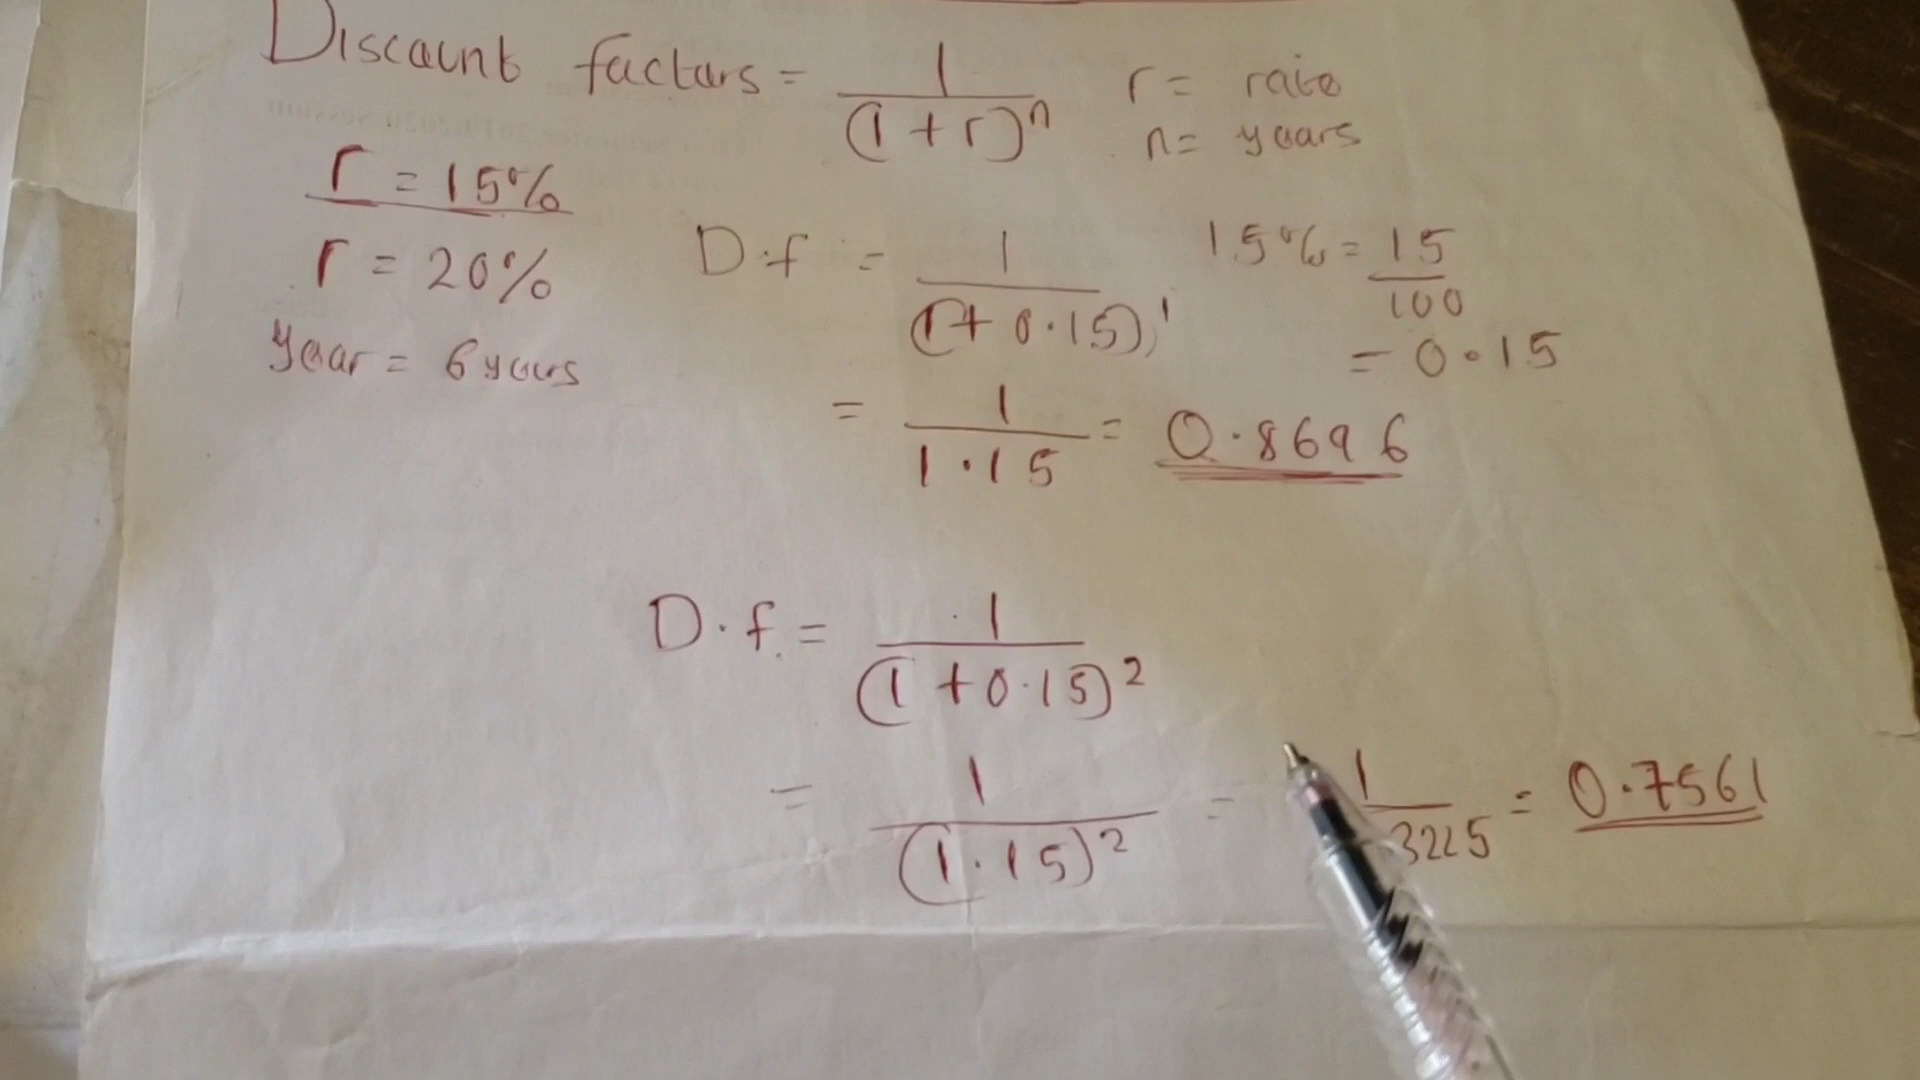 Discount factors = 1 / (1 + r)^n
r = rate
n = years
r = 15%
r = 20%
year = 6 years
D.f = 1 / (1 + 0.15)^1
15% = 15 / 100
= 0.15
= 1 / 1.15 = 0.8696
D.f = 1 / (1 + 0.15)^2
= 1 / (1.15)^2 = 1 / 3225 = 0.7561